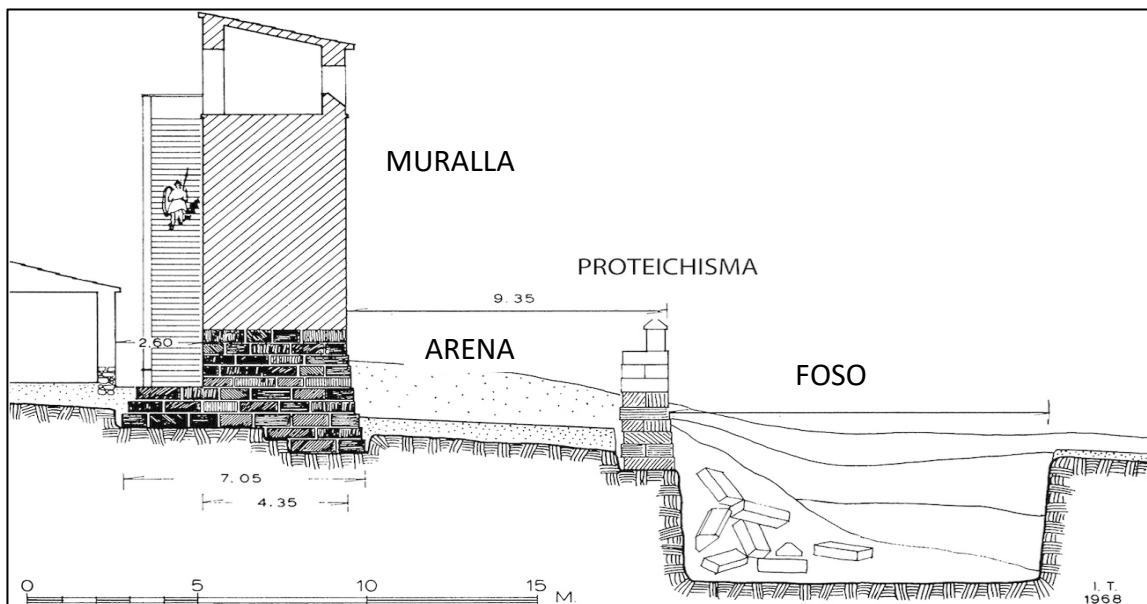 MURALLA
PROTEICHISMA
9.35
2.60
ARENA
FOSO
7.05
4.35
0 5 10 15 M.
I. T.
1968